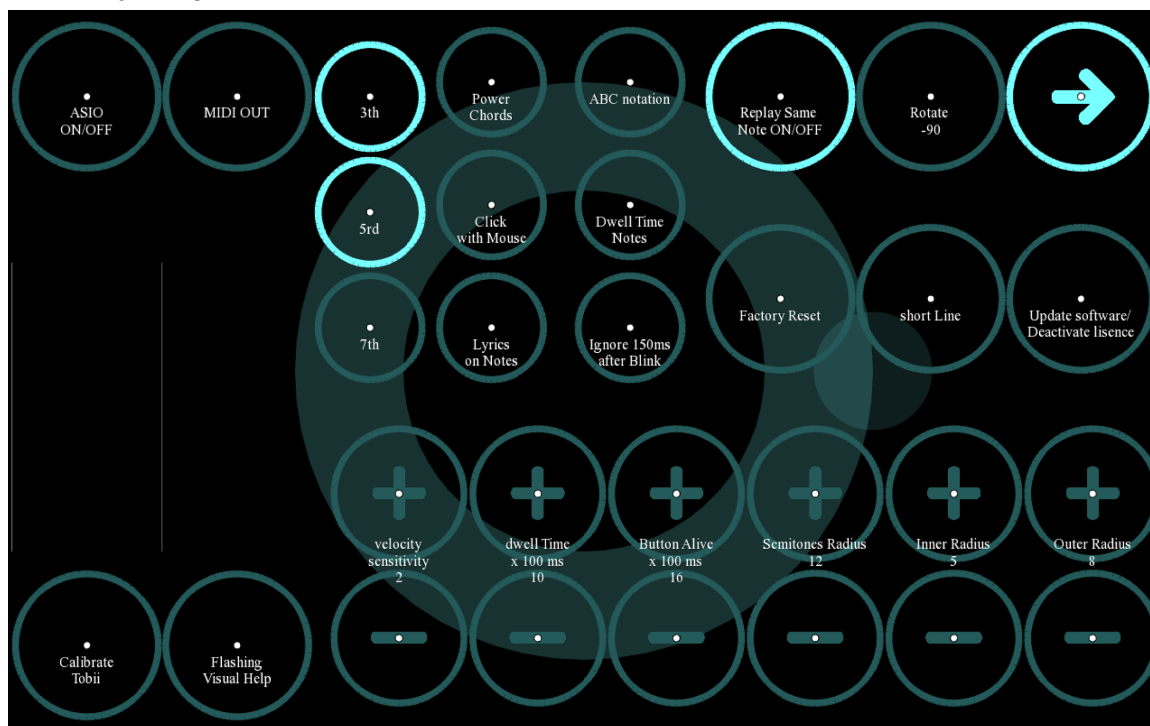 ASIO
ON/OFF
MIDI OUT
3th
Power
Chords
ABC notation
Replay Same
Note ON/OFF
Rotate
-90
5rd
Click
with Mouse
Dwell Time
Notes
7th
Lyrics
on Notes
Ignore 150ms
after Blink
Factory Reset
short Line
Update software/
Deactivate lisence
velocity
sensitivity
2
dwell Time
x 100 ms
10
Button Alive
x 100 ms
16
Semitones Radius
12
Inner Radius
5
Outer Radius
8
Calibrate
Tobii
Flashing
Visual Help